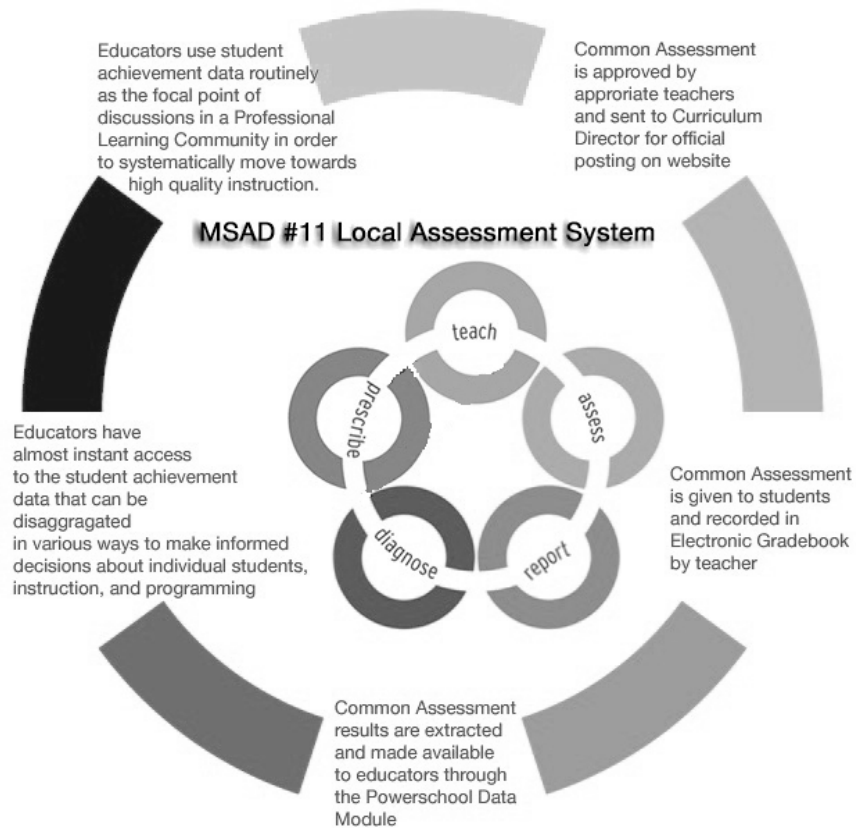 Educators use student
achievement data routinely
as the focal point of
discussions in a Professional
Learning Community in order
to systematically move towards
high quality instruction.
Common Assessment
is approved by
approriate teachers
and sent to Curriculum
Director for official
posting on website
MSAD #11 Local Assessment System
teach
assess
report
diagnose
prescribe
Common Assessment
is given to students
and recorded in
Electronic Gradebook
by teacher
Common Assessment
results are extracted
and made available
to educators through
the Powerschool Data
Module
Educators have
almost instant access
to the student achievement
data that can be
disaggragated
in various ways to make informed
decisions about individual students,
instruction, and programming